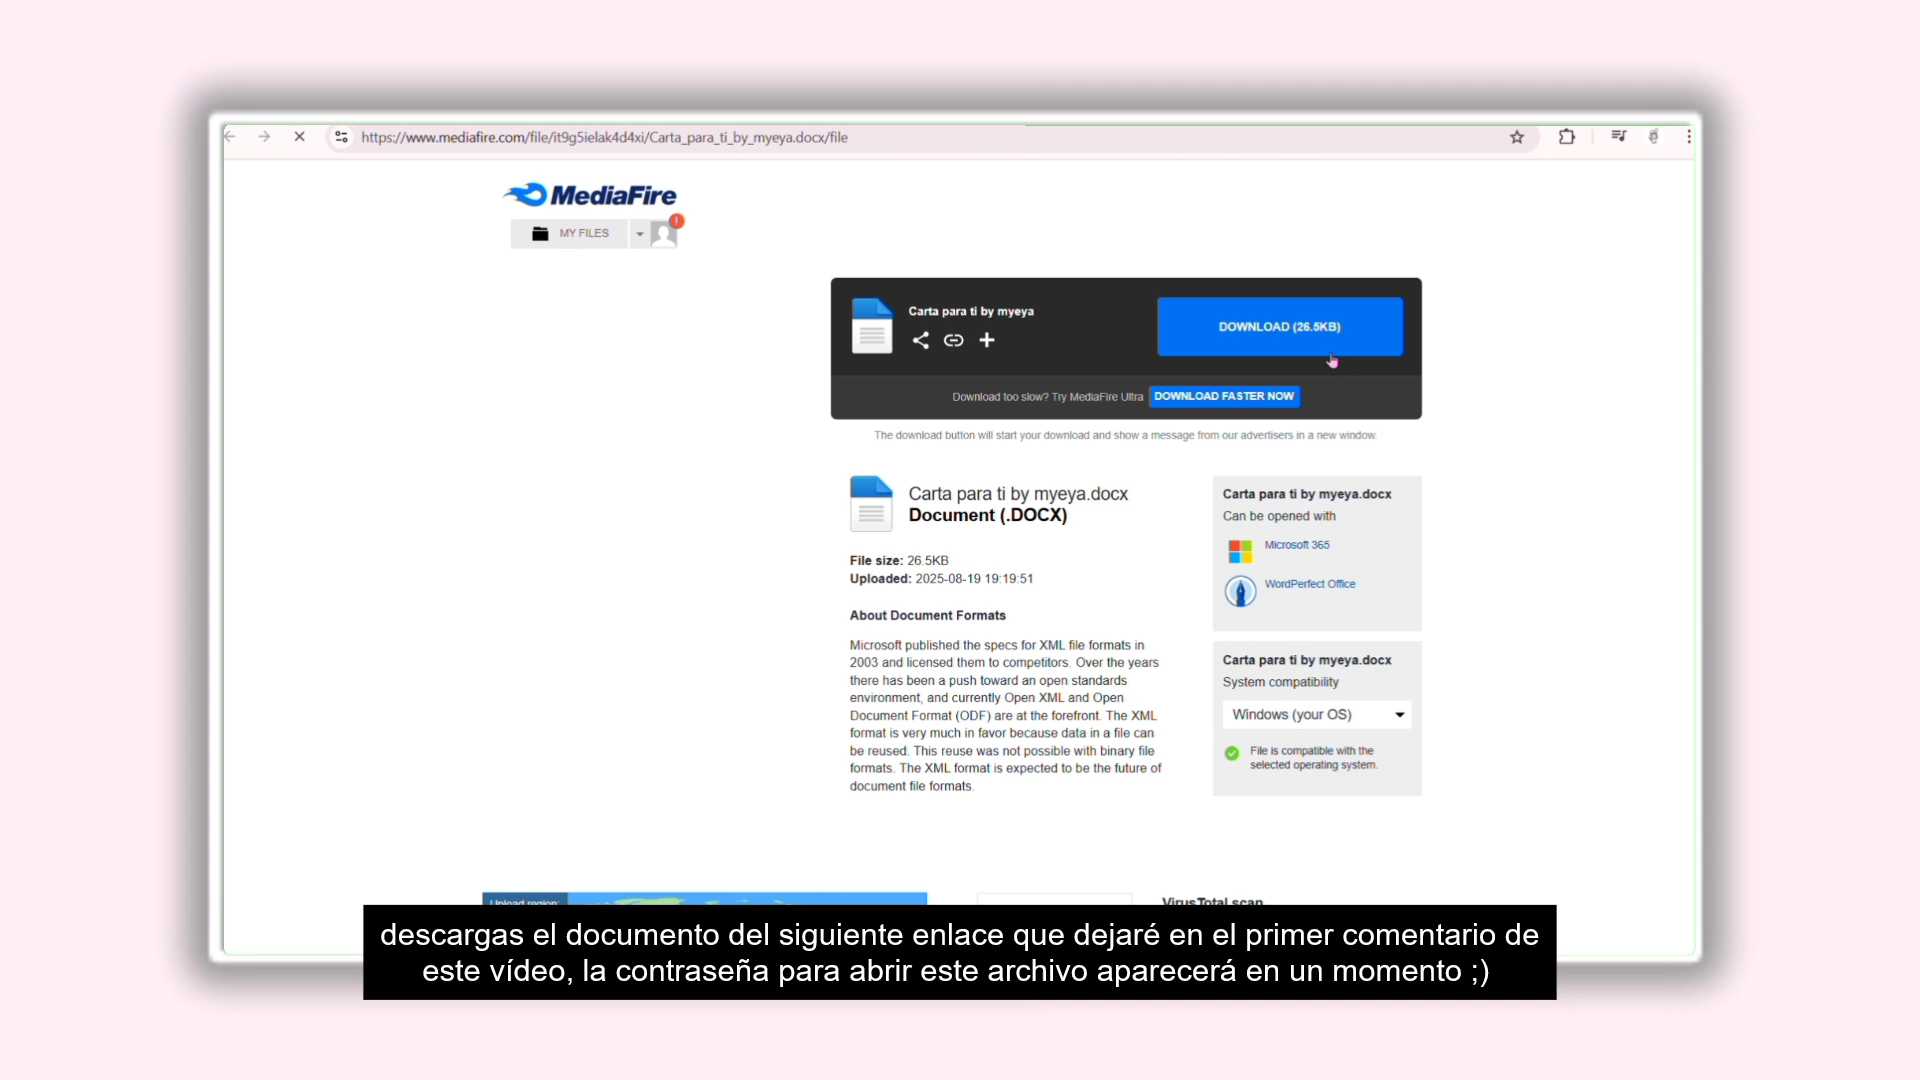 https://www.mediafire.com/file/it9g5ielak4d4xi/Carta_para_ti_by_myeya.docx/file
MediaFire
MY FILES
!
Carta para ti by myeya
DOWNLOAD (26.5KB)
Download too slow? Try MediaFire Ultra DOWNLOAD FASTER NOW
The download button will start your download and show a message from our advertisers in a new window.
Carta para ti by myeya.docx
Document (.DOCX)
File size: 26.5KB
Uploaded: 2025-08-19 19:19:51
About Document Formats
Microsoft published the specs for XML file formats in
2003 and licensed them to competitors. Over the years
there has been a push toward an open standards
environment, and currently Open XML and Open
Document Format (ODF) are at the forefront. The XML
format is very much in favor because data in a file can
be reused. This reuse was not possible with binary file
formats. The XML format is expected to be the future of
document file formats.
Carta para ti by myeya.docx
Can be opened with
Microsoft 365
WordPerfect Office
Carta para ti by myeya.docx
System compatibility
Windows (your OS)
File is compatible with the
selected operating system.
Upload region:
VirusTotal scan
descargas el documento del siguiente enlace que dejaré en el primer comentario de
este vídeo, la contraseña para abrir este archivo aparecerá en un momento ;)